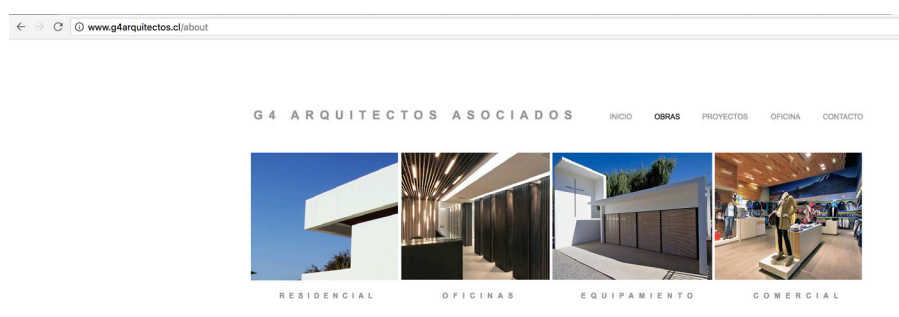 www.g4arquitectos.cl/about
G4 ARQUITECTOS ASOCIADOS
INICIO OBRAS PROYECTOS OFICINA CONTACTO
RESIDENCIAL OFICINAS EQUIPAMIENTO COMERCIAL